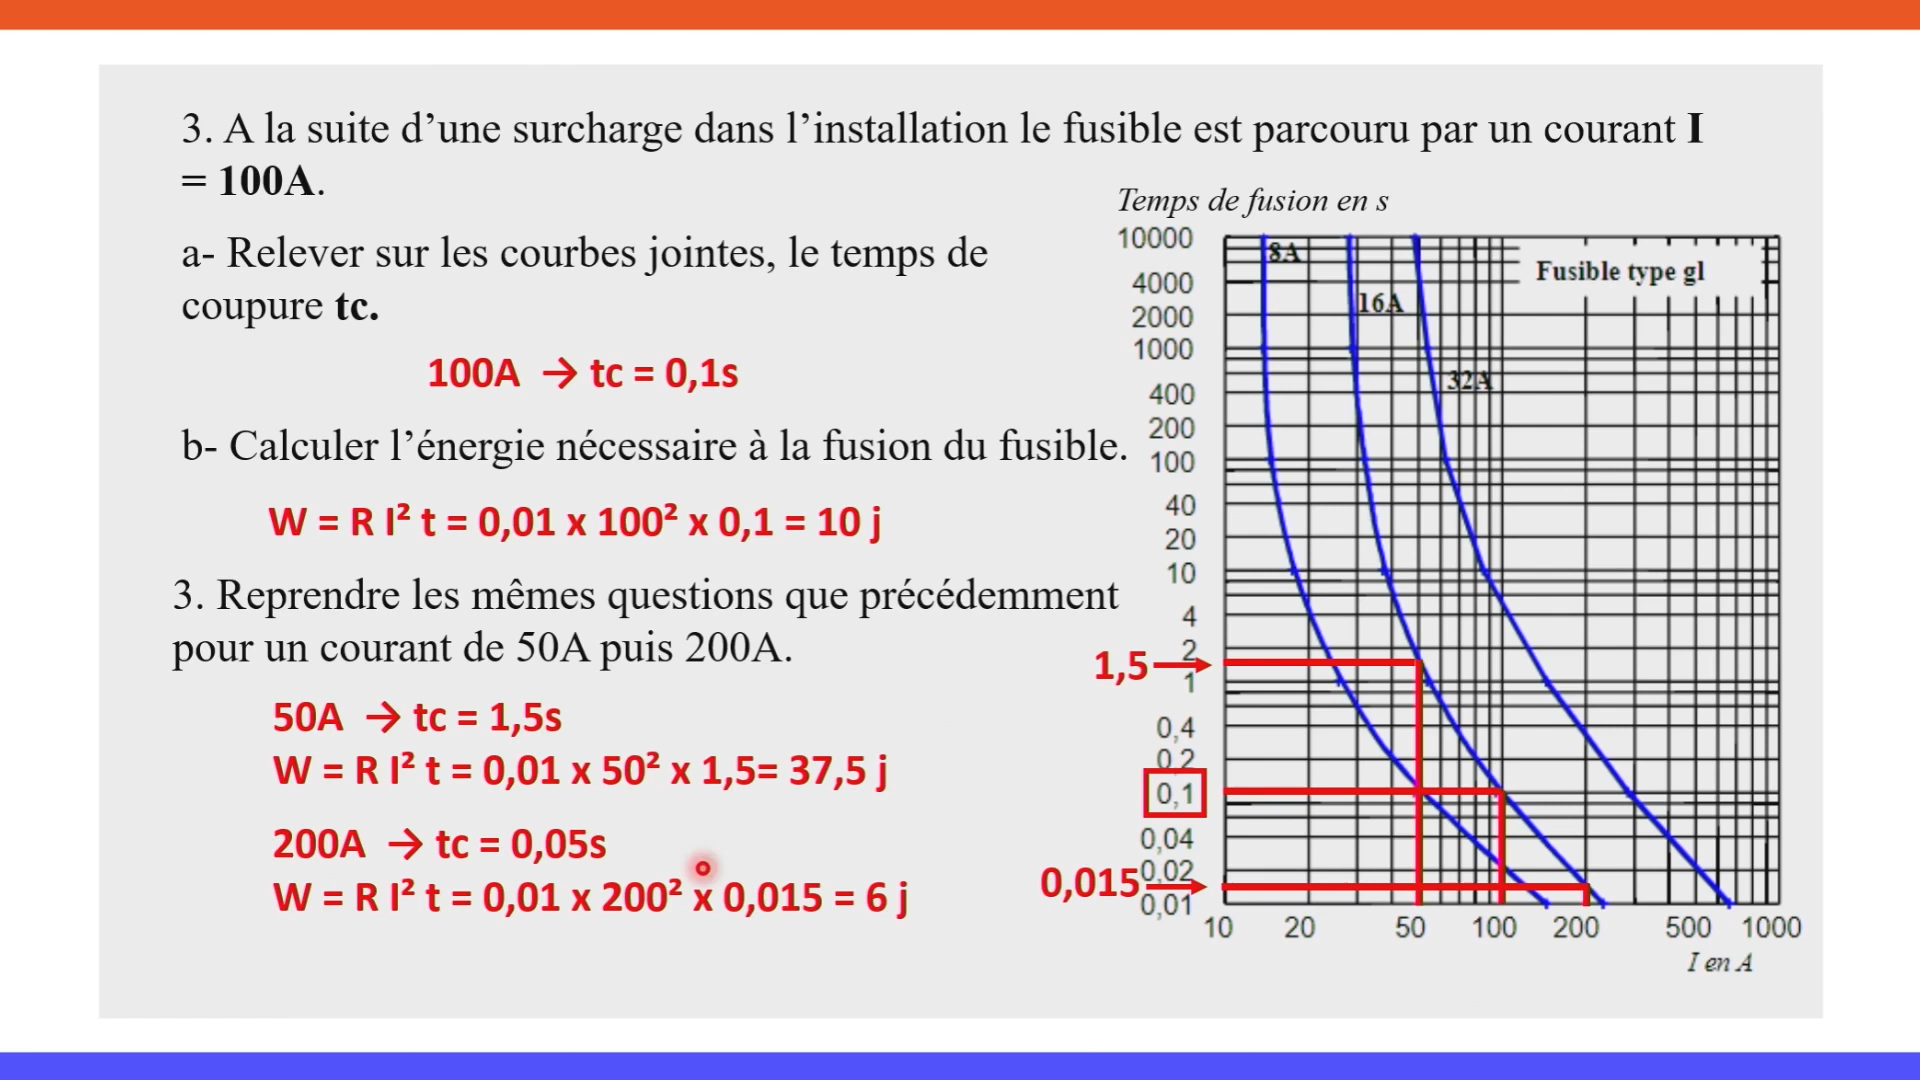 3. A la suite d’une surcharge dans l’installation le fusible est parcouru par un courant I
= 100A.
a- Relever sur les courbes jointes, le temps de
coupure tc.
100A → tc = 0,1s
b- Calculer l’énergie nécessaire à la fusion du fusible.
W = R I² t = 0,01 x 100² x 0,1 = 10 j
3. Reprendre les mêmes questions que précédemment
pour un courant de 50A puis 200A.
50A → tc = 1,5s
W = R I² t = 0,01 x 50² x 1,5= 37,5 j
200A → tc = 0,05s
W = R I² t = 0,01 x 200² x 0,015 = 6 j
Temps de fusion en s
10000
4000
2000
1000
400
200
100
40
20
10
4
2
1,5
1
0,4
0,2
0,1
0,04
0,02
0,015
0,01
8A
16A
32A
Fusible type gl
10 20 50 100 200 500 1000
I en A